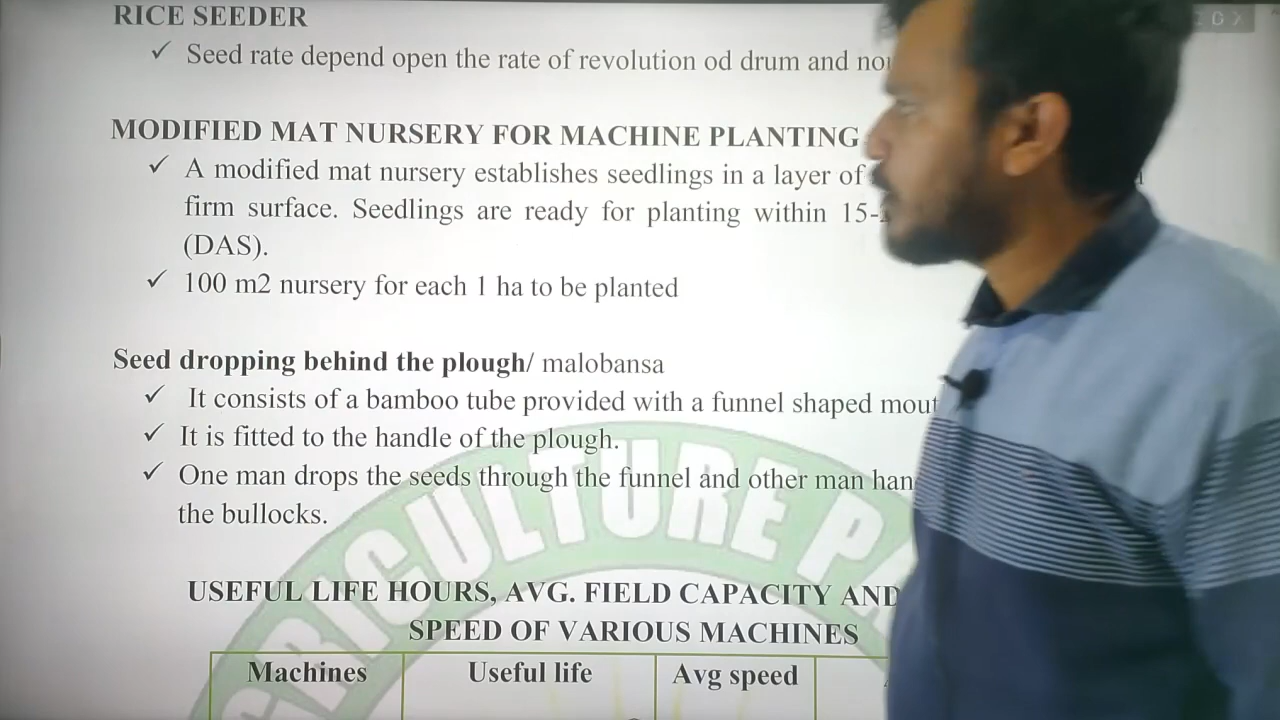 RICE SEEDER
✓ Seed rate depend open the rate of revolution od drum and
MODIFIED MAT NURSERY FOR MACHINE PLANTING
✓ A modified mat nursery establishes seedlings in a layer of
firm surface. Seedlings are ready for planting within 15-
(DAS).
✓ 100 m2 nursery for each 1 ha to be planted
Seed dropping behind the plough/ malobansa
✓ It consists of a bamboo tube provided with a funnel shaped
✓ It is fitted to the handle of the plough.
✓ One man drops the seeds through the funnel and other man
the bullocks.
USEFUL LIFE HOURS, AVG. FIELD CAPACITY AND
SPEED OF VARIOUS MACHINES
Machines Useful life Avg speed